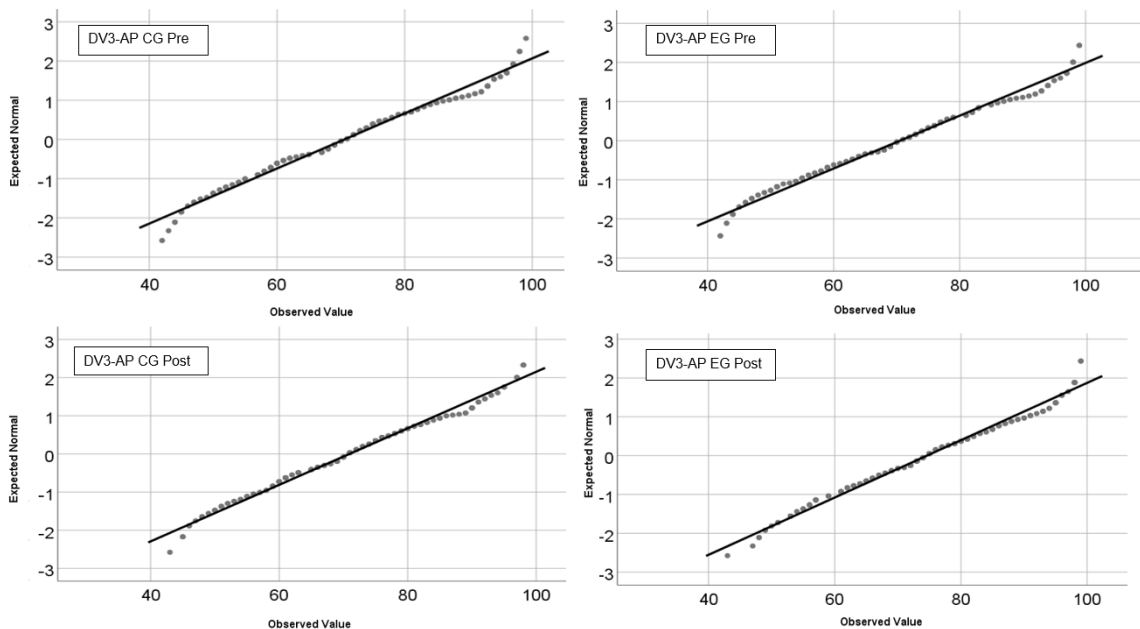 DV3-AP CG Pre
3
2
1
0
-1
-2
-3
Expected Normal
40 60 80 100
Observed Value
DV3-AP EG Pre
3
2
1
0
-1
-2
-3
Expected Normal
40 60 80 100
Observed Value
DV3-AP CG Post
3
2
1
0
-1
-2
-3
Expected Normal
40 60 80 100
Observed Value
DV3-AP EG Post
3
2
1
0
-1
-2
-3
Expected Normal
40 60 80 100
Observed Value